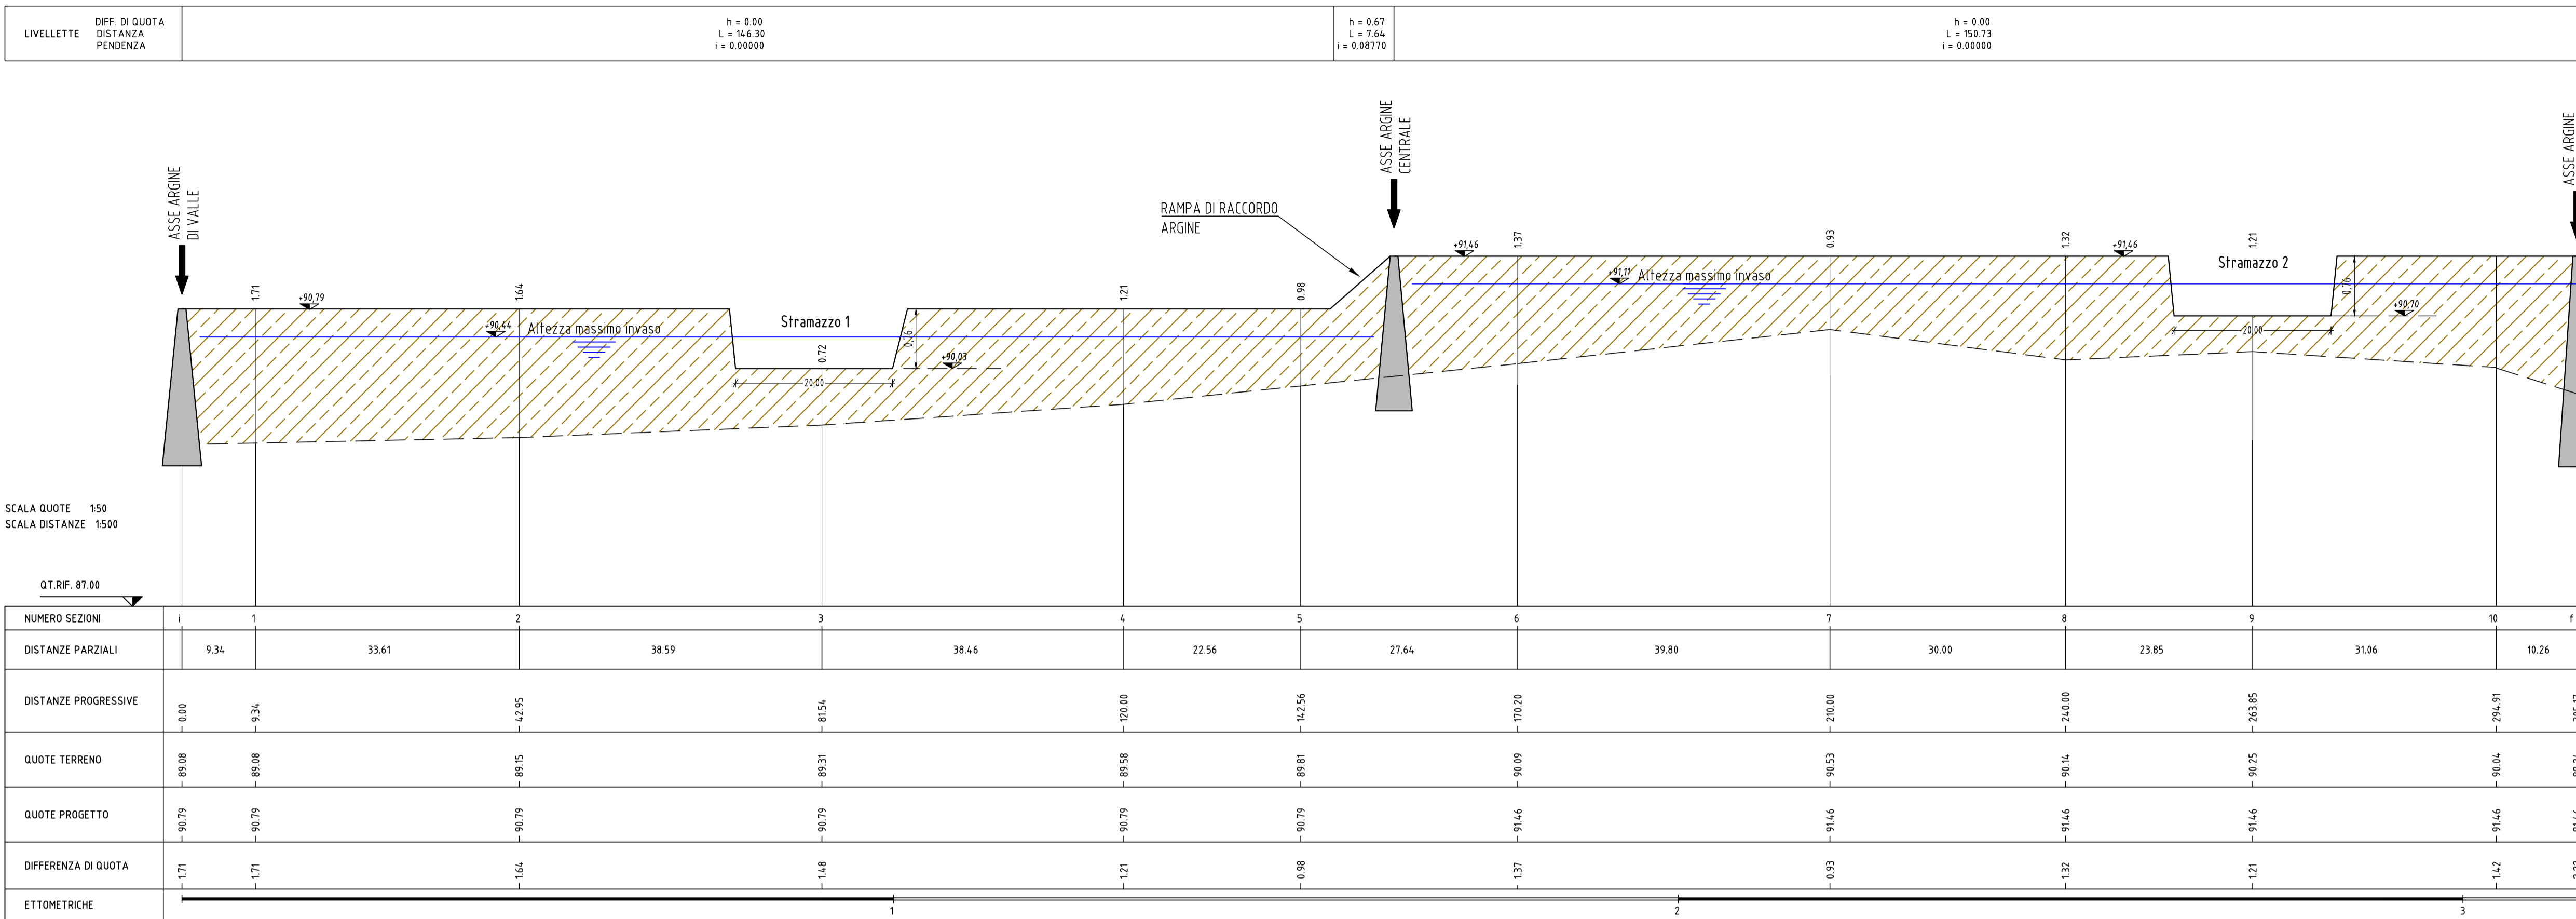 DIFF. DI QUOTA
LIVELLETTE DISTANZA
PENDENZA
h = 0.00
L = 146.30
i = 0.00000
h = 0.67
L = 7.64
i = 0.08770
h = 0.00
L = 150.73
i = 0.00000
ASSE ARGINE
DI VALLE
ASSE ARGINE
CENTRALE
ASSE ARGINE
RAMPA DI RACCORDO
ARGINE
1.71
1.64
0.72
1.21
0.98
1.37
0.93
1.32
1.21
+90,79
+90,44 Altezza massimo invaso
Stramazzo 1
0,76
20,00
+90,03
+91,46
+91,11 Altezza massimo invaso
+91,46
Stramazzo 2
0,76
20,00
+90,70
SCALA QUOTE 1:50
SCALA DISTANZE 1:500
QT.RIF. 87.00
NUMERO SEZIONI i 1 2 3 4 5 6 7 8 9 10 f
DISTANZE PARZIALI 9.34 33.61 38.59 38.46 22.56 27.64 39.80 30.00 23.85 31.06 10.26
DISTANZE PROGRESSIVE 0.00 9.34 42.95 81.54 120.00 142.56 170.20 210.00 240.00 263.85 294.91
QUOTE TERRENO 89.08 89.08 89.15 89.31 89.58 89.81 90.09 90.53 90.14 90.25 90.04
QUOTE PROGETTO 90.79 90.79 90.79 90.79 90.79 90.79 91.46 91.46 91.46 91.46 91.46
DIFFERENZA DI QUOTA 1.71 1.71 1.64 1.48 1.21 0.98 1.37 0.93 1.32 1.21 1.42
ETTOMETRICHE 1 2 3